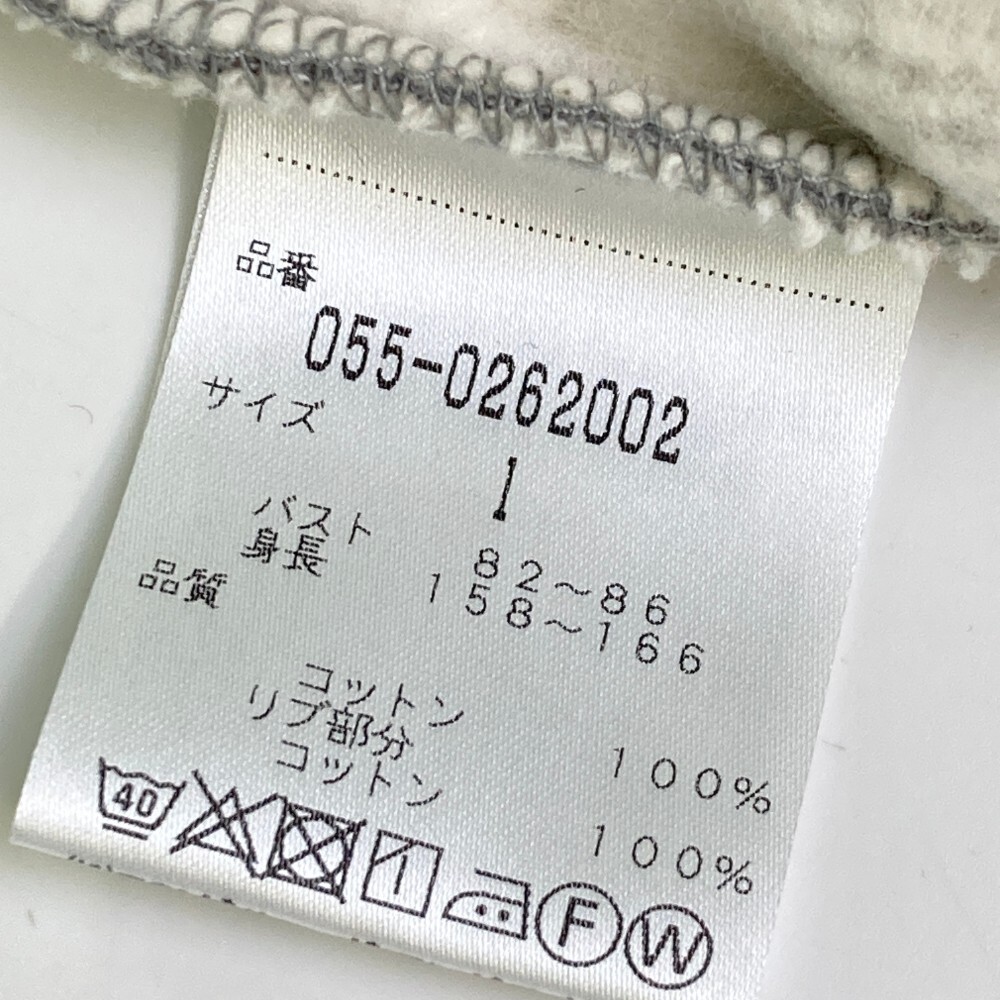 品番
055-0262002
サイズ
1
バスト 82～86
身長 158～166
品質
コットン 100%
リブ部分
コットン 100%
40 F W